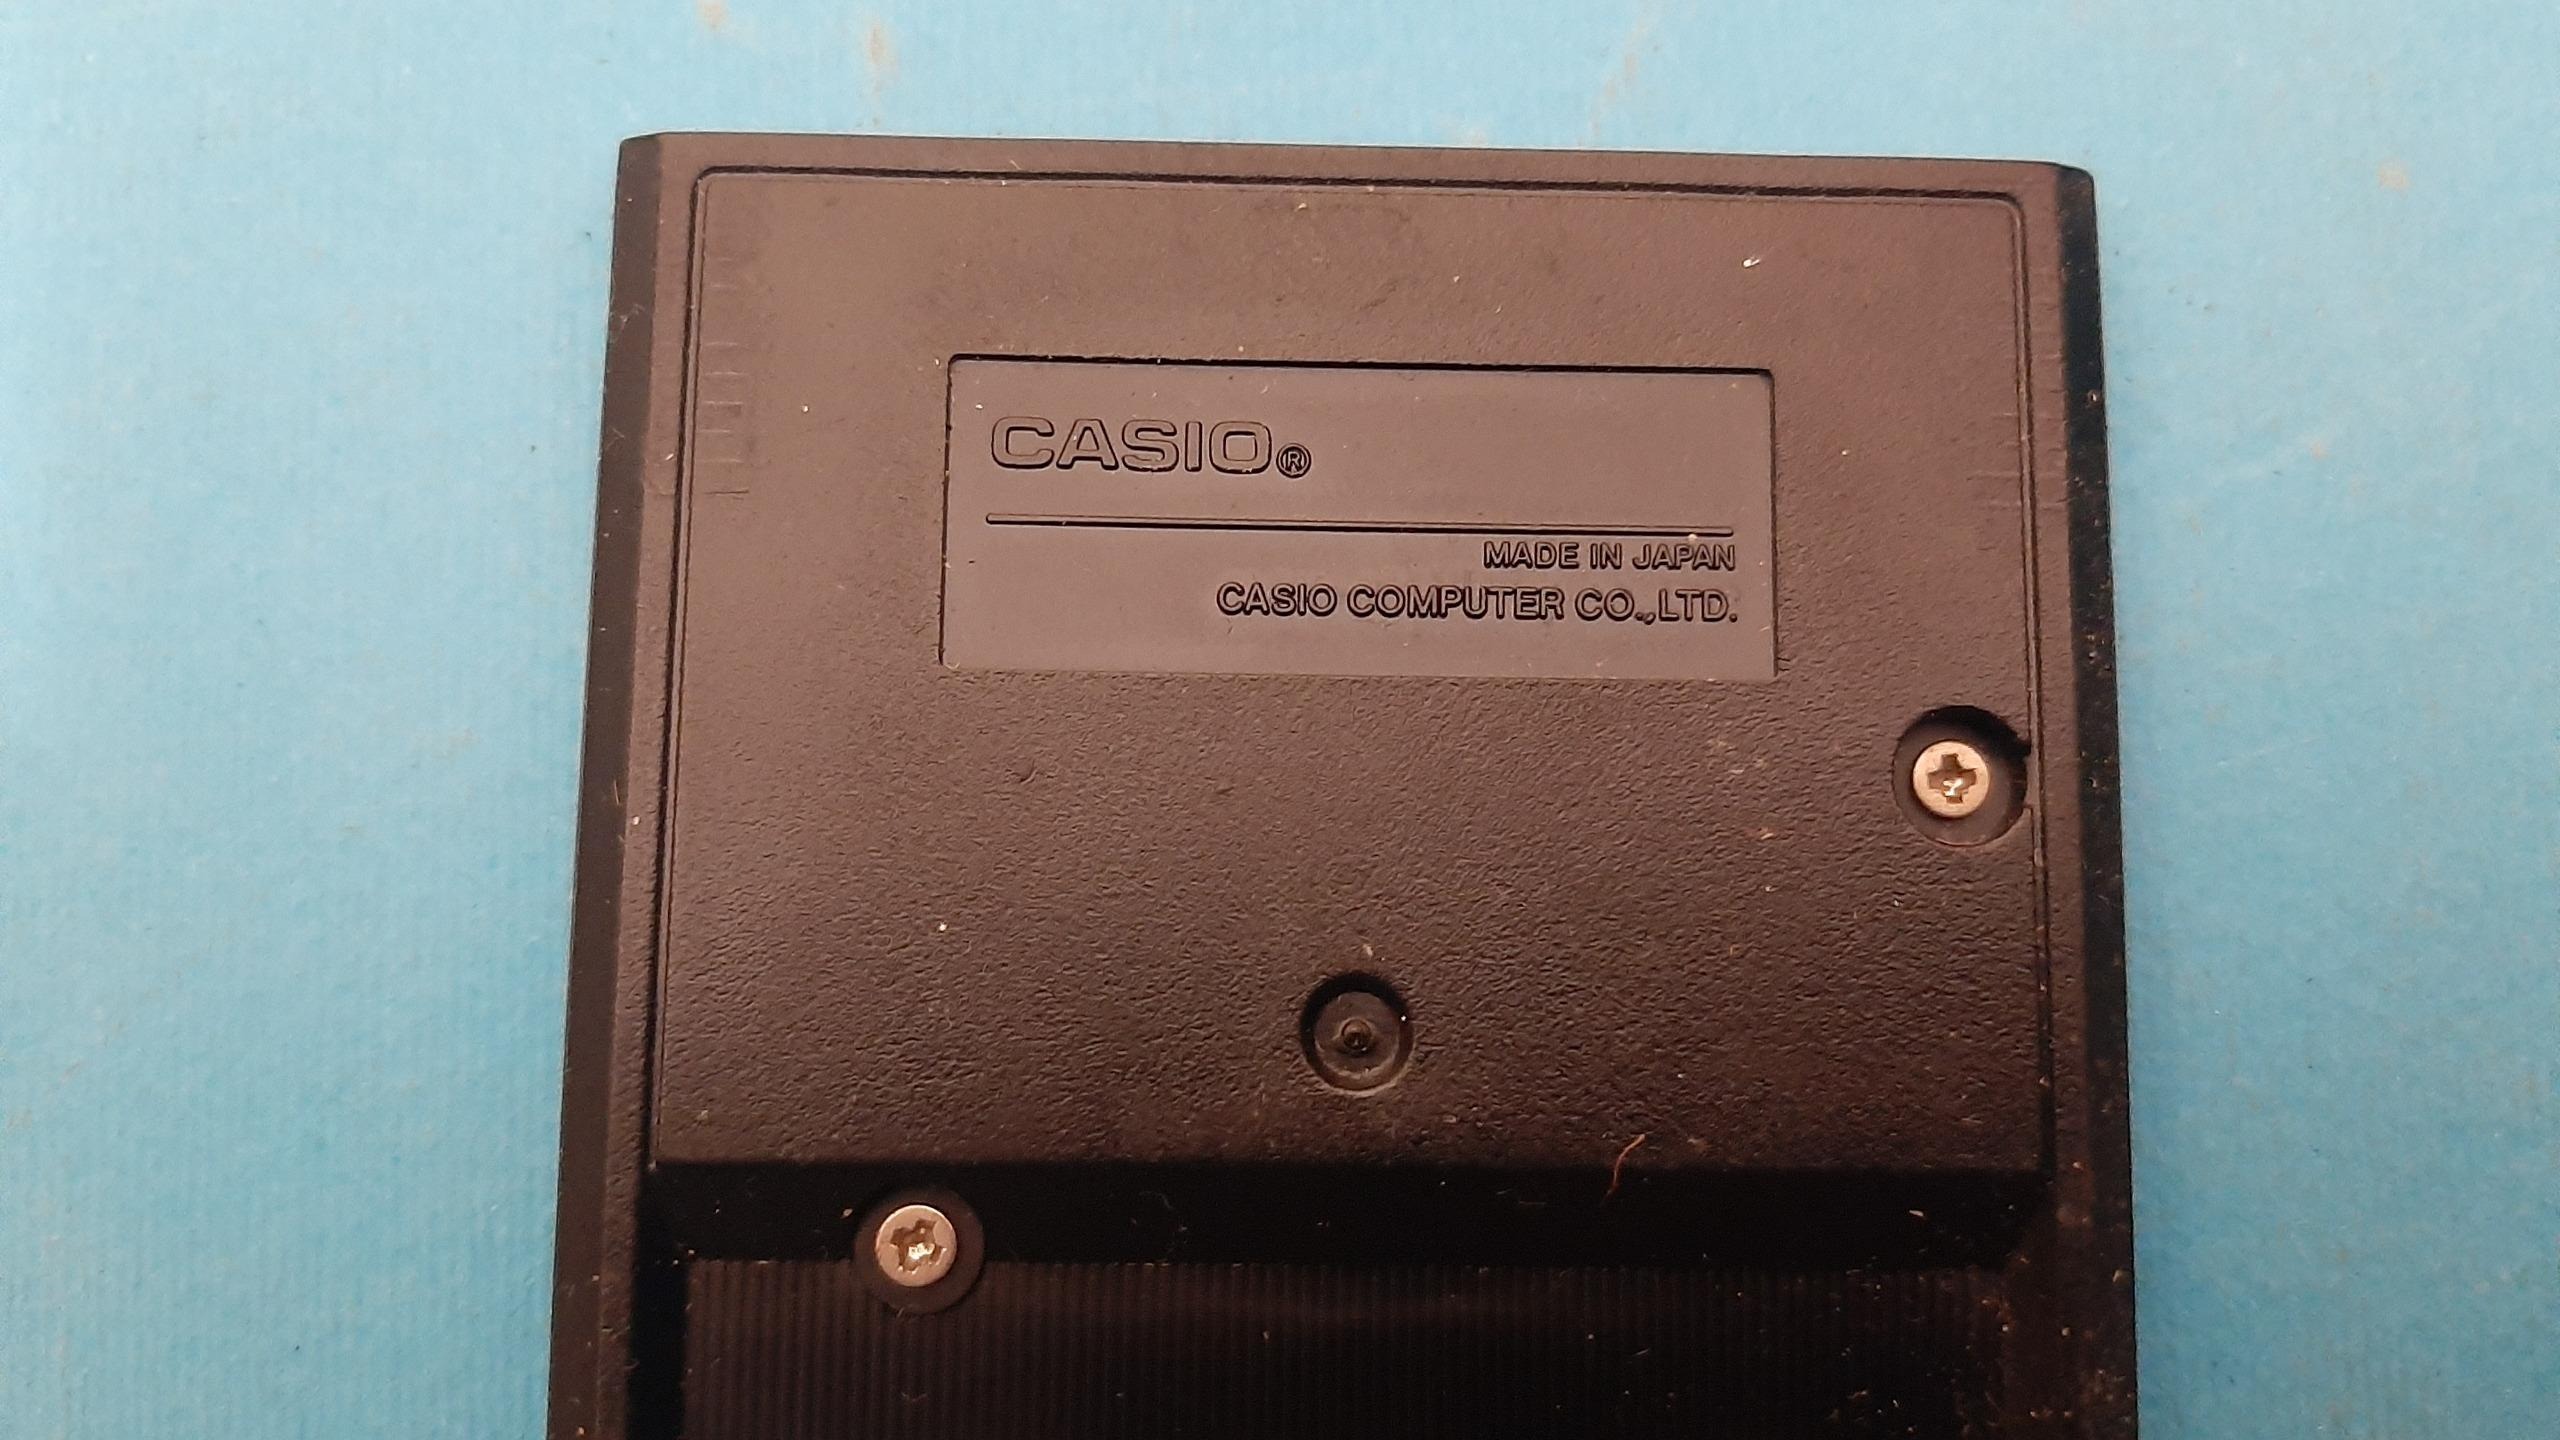 CASIO®
MADE IN JAPAN
CASIO COMPUTER CO.,LTD.